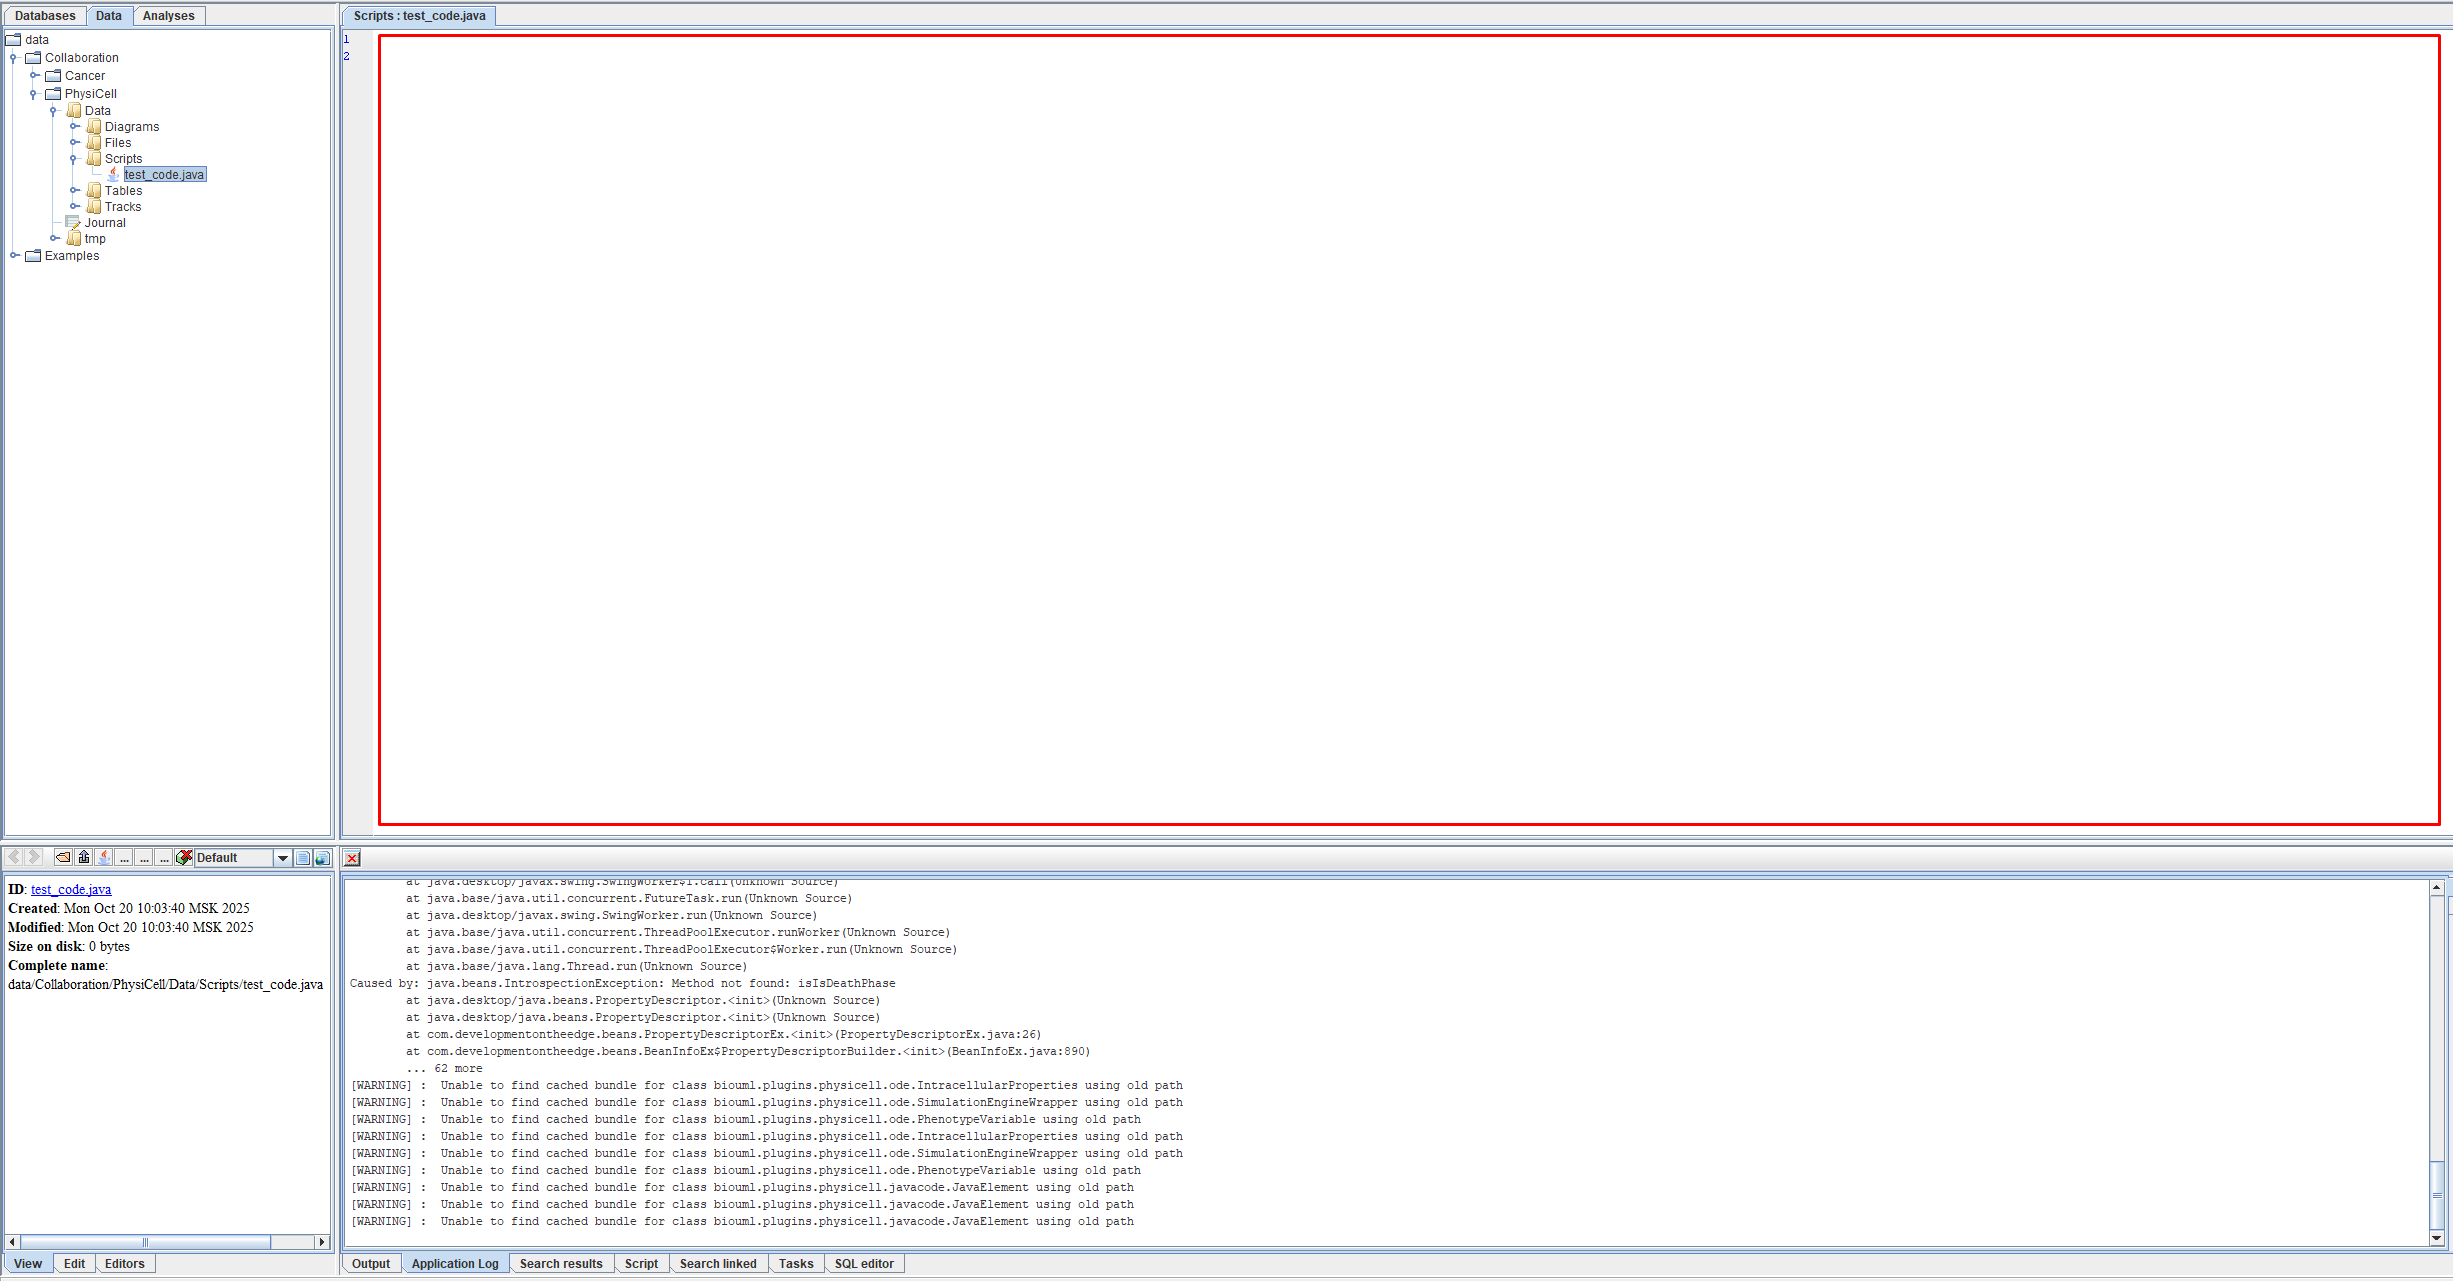 Databases Data Analyses
data
Collaboration
Cancer
PhysiCell
Data
Diagrams
Files
Scripts
test_code.java
Tables
Tracks
Journal
tmp
Examples
Scripts : test_code.java
1
2
... ... ... Default
ID: test_code.java
Created: Mon Oct 20 10:03:40 MSK 2025
Modified: Mon Oct 20 10:03:40 MSK 2025
Size on disk: 0 bytes
Complete name:
data/Collaboration/PhysiCell/Data/Scripts/test_code.java
View Edit Editors
at java.desktop/javax.swing.SwingWorker$1.call(Unknown Source)
at java.base/java.util.concurrent.FutureTask.run(Unknown Source)
at java.desktop/javax.swing.SwingWorker.run(Unknown Source)
at java.base/java.util.concurrent.ThreadPoolExecutor.runWorker(Unknown Source)
at java.base/java.util.concurrent.ThreadPoolExecutor$Worker.run(Unknown Source)
at java.base/java.lang.Thread.run(Unknown Source)
Caused by: java.beans.IntrospectionException: Method not found: isIsDeathPhase
at java.desktop/java.beans.PropertyDescriptor.<init>(Unknown Source)
at java.desktop/java.beans.PropertyDescriptor.<init>(Unknown Source)
at com.developmentontheedge.beans.PropertyDescriptorEx.<init>(PropertyDescriptorEx.java:26)
at com.developmentontheedge.beans.BeanInfoEx$PropertyDescriptorBuilder.<init>(BeanInfoEx.java:890)
... 62 more
[WARNING] : Unable to find cached bundle for class biouml.plugins.physicell.ode.IntracellularProperties using old path
[WARNING] : Unable to find cached bundle for class biouml.plugins.physicell.ode.SimulationEngineWrapper using old path
[WARNING] : Unable to find cached bundle for class biouml.plugins.physicell.ode.PhenotypeVariable using old path
[WARNING] : Unable to find cached bundle for class biouml.plugins.physicell.ode.IntracellularProperties using old path
[WARNING] : Unable to find cached bundle for class biouml.plugins.physicell.ode.SimulationEngineWrapper using old path
[WARNING] : Unable to find cached bundle for class biouml.plugins.physicell.ode.PhenotypeVariable using old path
[WARNING] : Unable to find cached bundle for class biouml.plugins.physicell.javacode.JavaElement using old path
[WARNING] : Unable to find cached bundle for class biouml.plugins.physicell.javacode.JavaElement using old path
[WARNING] : Unable to find cached bundle for class biouml.plugins.physicell.javacode.JavaElement using old path
Output Application Log Search results Script Search linked Tasks SQL editor